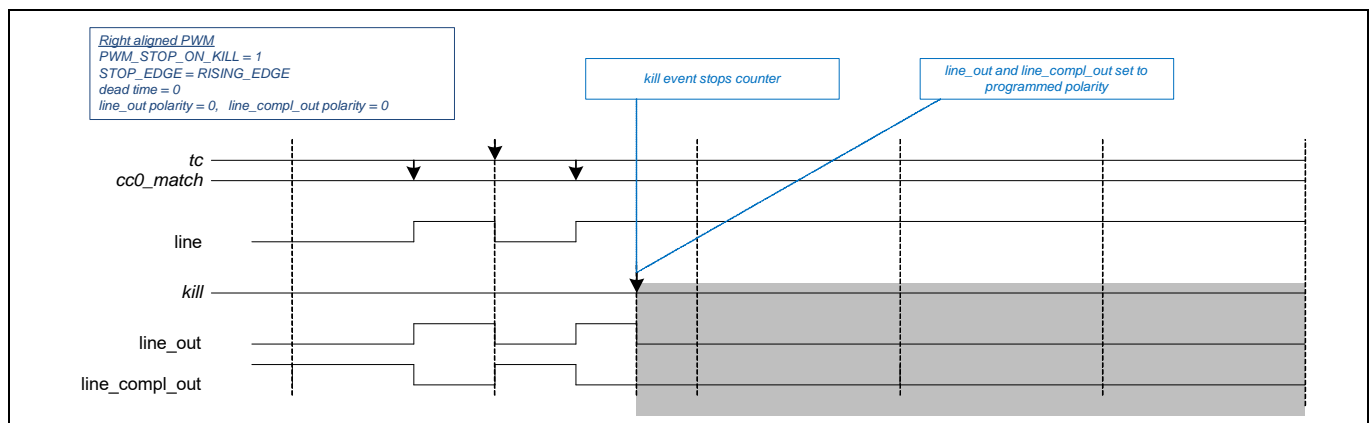 Right aligned PWM
PWM_STOP_ON_KILL = 1
STOP_EDGE = RISING_EDGE
dead time = 0
line_out polarity = 0, line_compl_out polarity = 0
kill event stops counter
line_out and line_compl_out set to
programmed polarity
tc
cc0_match
line
kill
line_out
line_compl_out